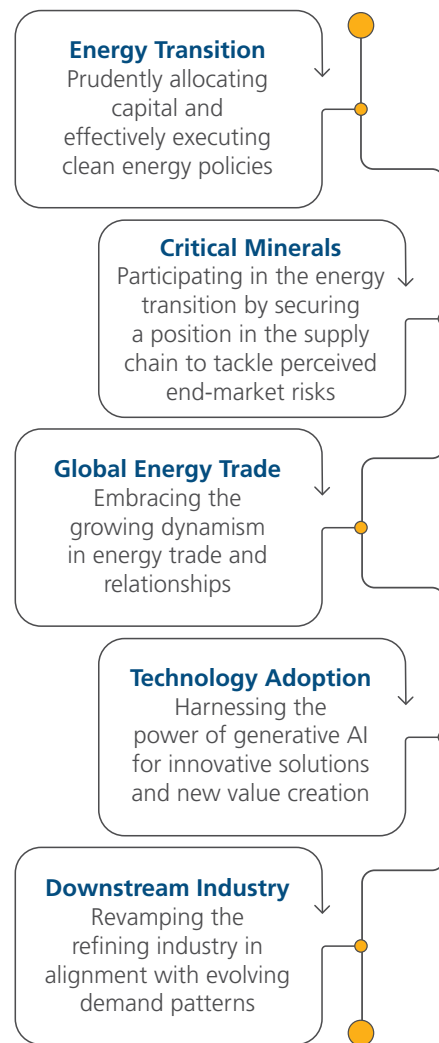 Energy Transition
Prudently allocating
capital and
effectively executing
clean energy policies
Critical Minerals
Participating in the energy
transition by securing
a position in the supply
chain to tackle perceived
end-market risks
Global Energy Trade
Embracing the
growing dynamism
in energy trade and
relationships
Technology Adoption
Harnessing the
power of generative AI
for innovative solutions
and new value creation
Downstream Industry
Revamping the
refining industry in
alignment with evolving
demand patterns